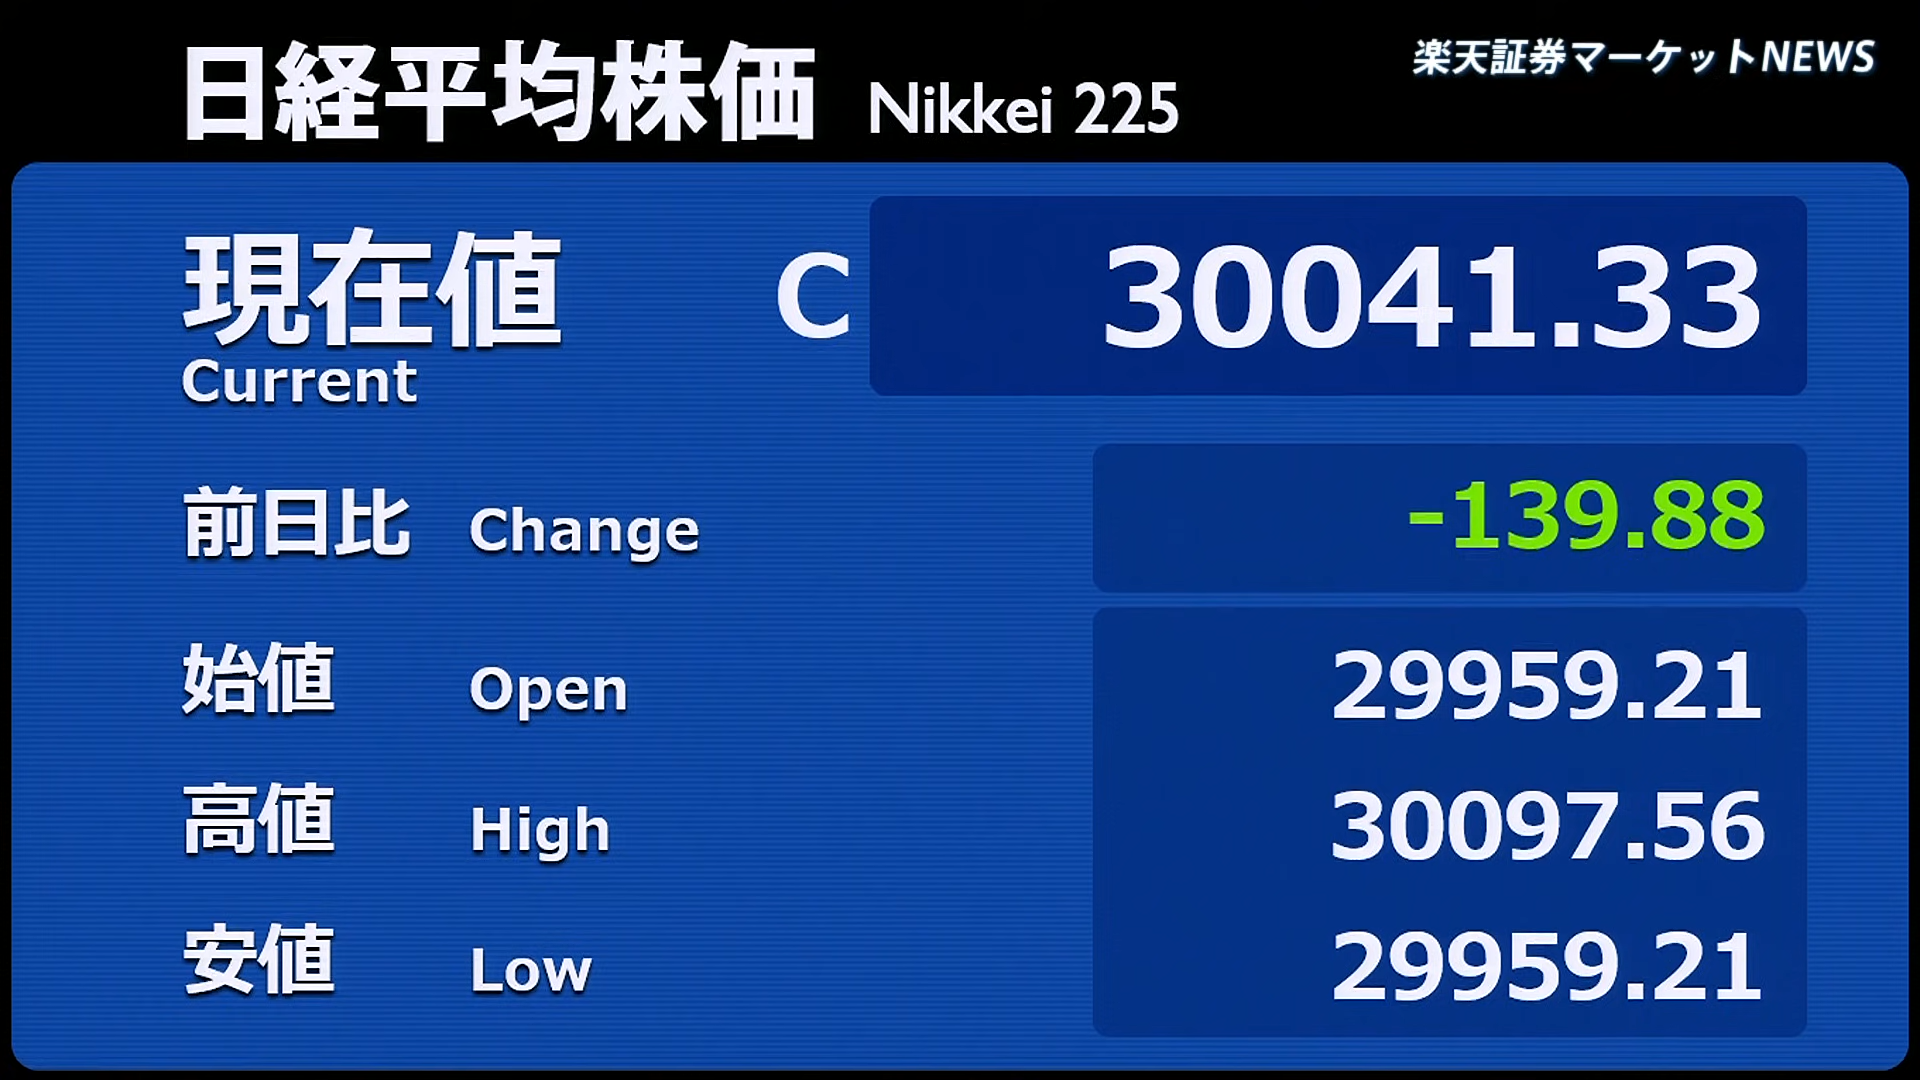 日経平均株価 Nikkei 225
楽天証券マーケットNEWS
現在値 C 30041.33
Current
前日比 Change -139.88
始値 Open 29959.21
高値 High 30097.56
安値 Low 29959.21